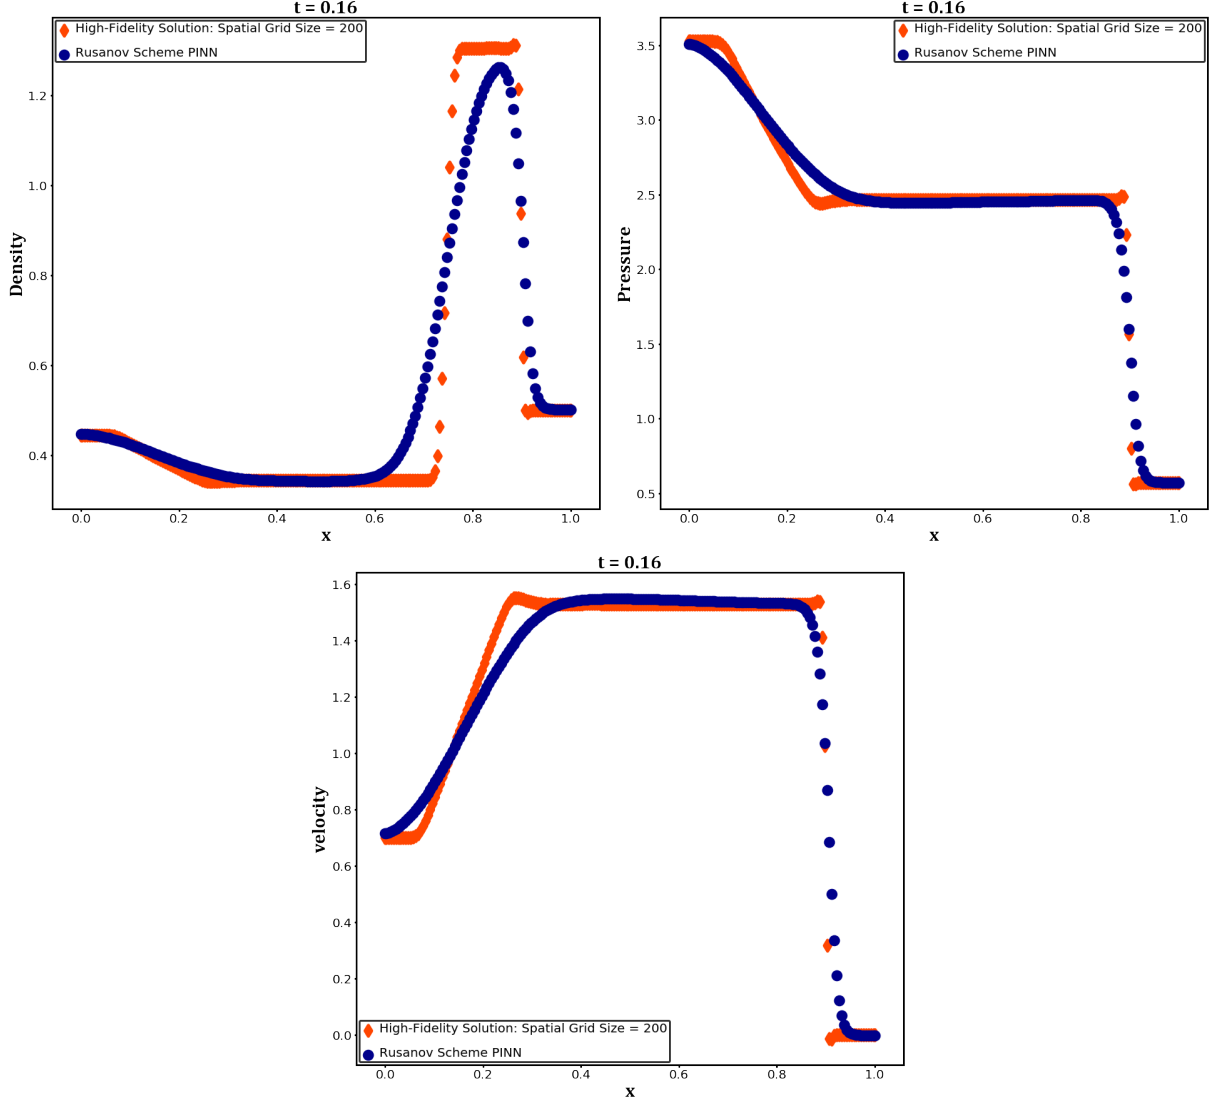 t = 0.16
High-Fidelity Solution: Spatial Grid Size = 200
Rusanov Scheme PINN
Density
1.2
1.0
0.8
0.6
0.4
0.0 0.2 0.4 0.6 0.8 1.0
x
t = 0.16
High-Fidelity Solution: Spatial Grid Size = 200
Rusanov Scheme PINN
Pressure
3.5
3.0
2.5
2.0
1.5
1.0
0.5
0.0 0.2 0.4 0.6 0.8 1.0
x
t = 0.16
velocity
1.6
1.4
1.2
1.0
0.8
0.6
0.4
0.2
0.0
High-Fidelity Solution: Spatial Grid Size = 200
Rusanov Scheme PINN
0.0 0.2 0.4 0.6 0.8 1.0
x